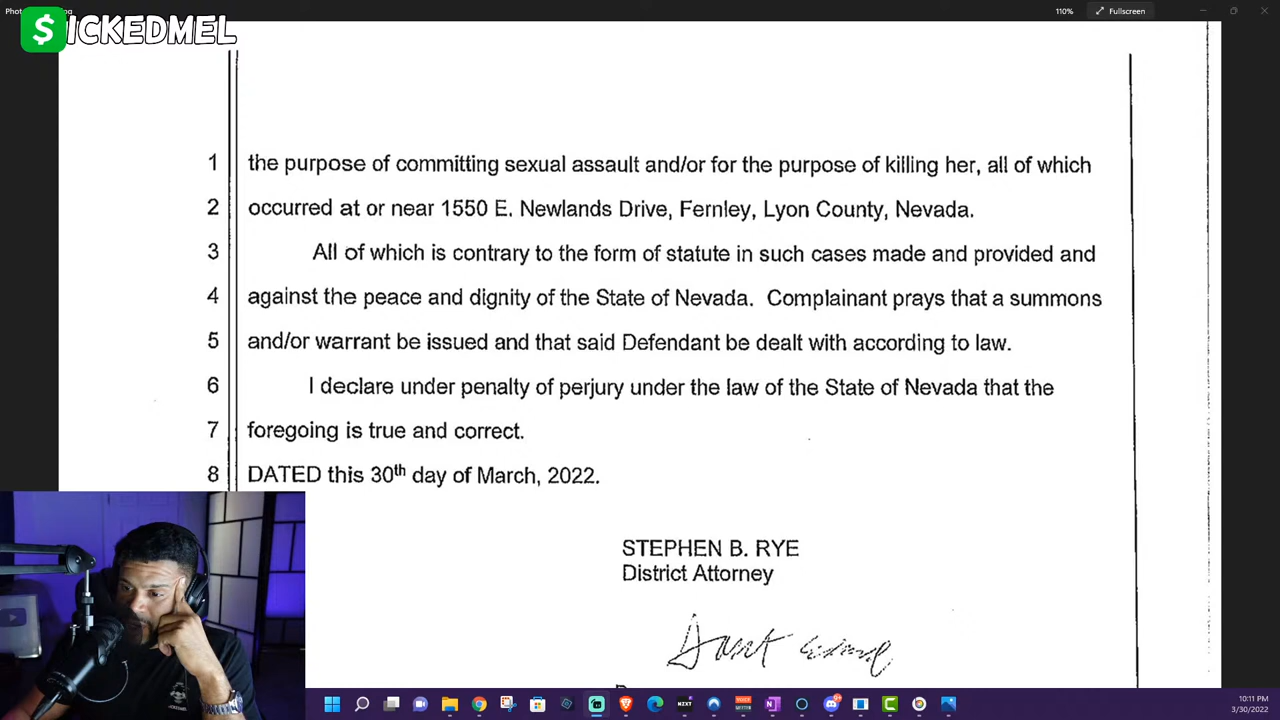 Pho
og
110%
Fullscreen
$ICKEDMEL
1 the purpose of committing sexual assault and/or for the purpose of killing her, all of which
2 occurred at or near 1550 E. Newlands Drive, Fernley, Lyon County, Nevada.
3 All of which is contrary to the form of statute in such cases made and provided and
4 against the peace and dignity of the State of Nevada. Complainant prays that a summons
5 and/or warrant be issued and that said Defendant be dealt with according to law.
6 I declare under penalty of perjury under the law of the State of Nevada that the
7 foregoing is true and correct.
8 DATED this 30th day of March, 2022.
STEPHEN B. RYE
District Attorney
ICKEDMEL
NZXT
10:11 PM
3/30/2022